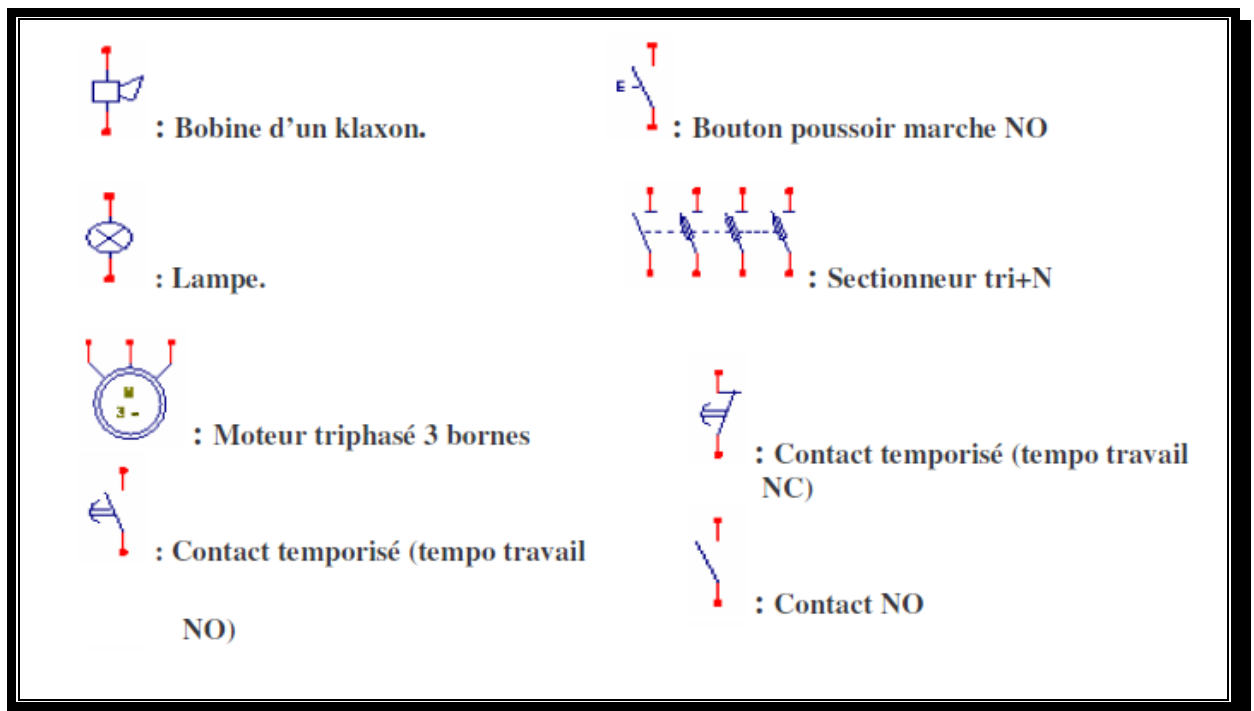 : Bobine d’un klaxon.
E
: Bouton poussoir marche NO
: Lampe.
: Sectionneur tri+N
M
3 ~
: Moteur triphasé 3 bornes
: Contact temporisé (tempo travail
NC)
: Contact temporisé (tempo travail
NO)
: Contact NO